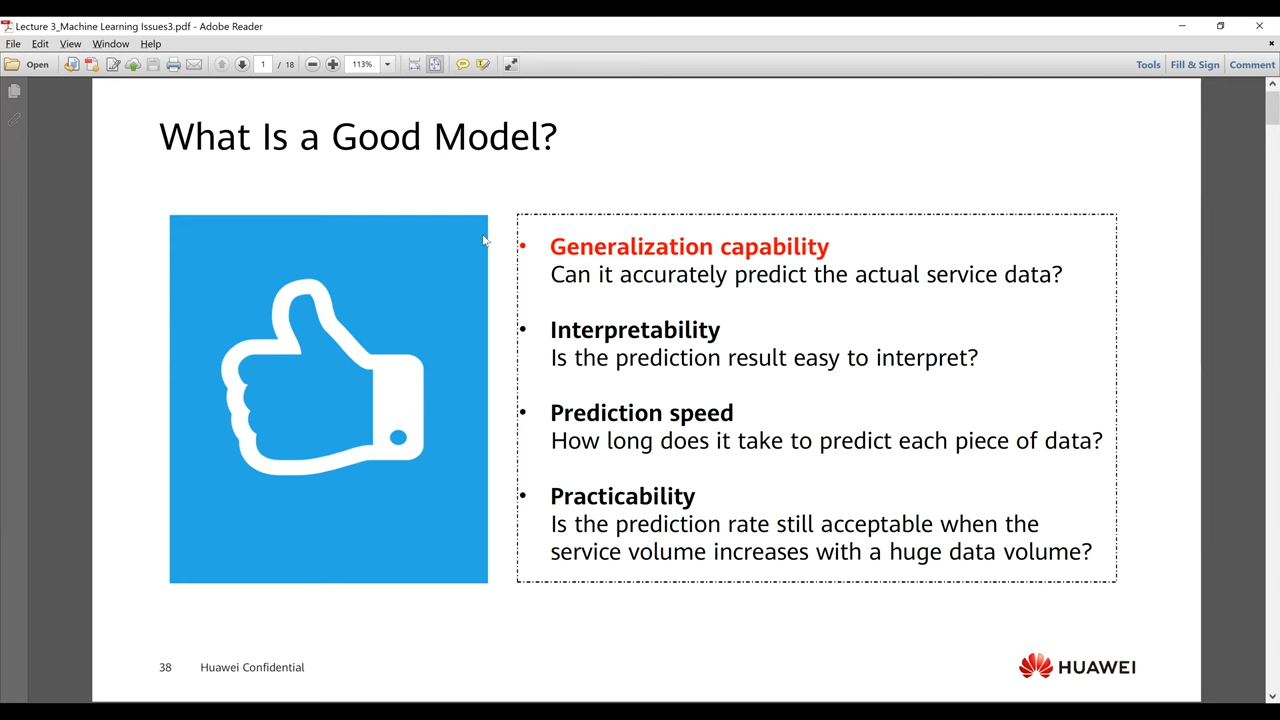 Lecture 3_Machine Learning Issues3.pdf - Adobe Reader
File Edit View Window Help
Open 1 / 18 113% Tools Fill & Sign Comment
What Is a Good Model?
• Generalization capability
Can it accurately predict the actual service data?
• Interpretability
Is the prediction result easy to interpret?
• Prediction speed
How long does it take to predict each piece of data?
• Practicability
Is the prediction rate still acceptable when the
service volume increases with a huge data volume?
38 Huawei Confidential
HUAWEI